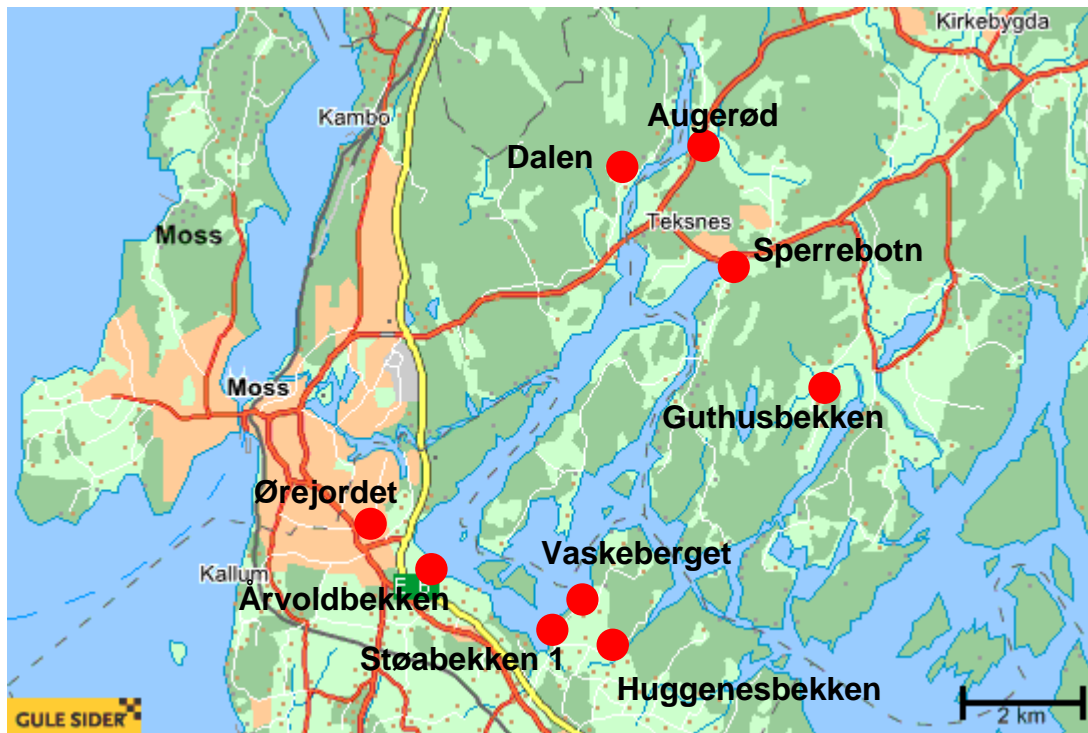 Kirkebygda
Kambo
Augerød
Dalen
Moss
Teksnes
Sperrebotn
Moss
Guthusbekken
Ørejordet
Vaskeberget
Kallum
E 6
Årvoldbekken
Støabekken 1
Huggenesbekken
GULE SIDER
2 km